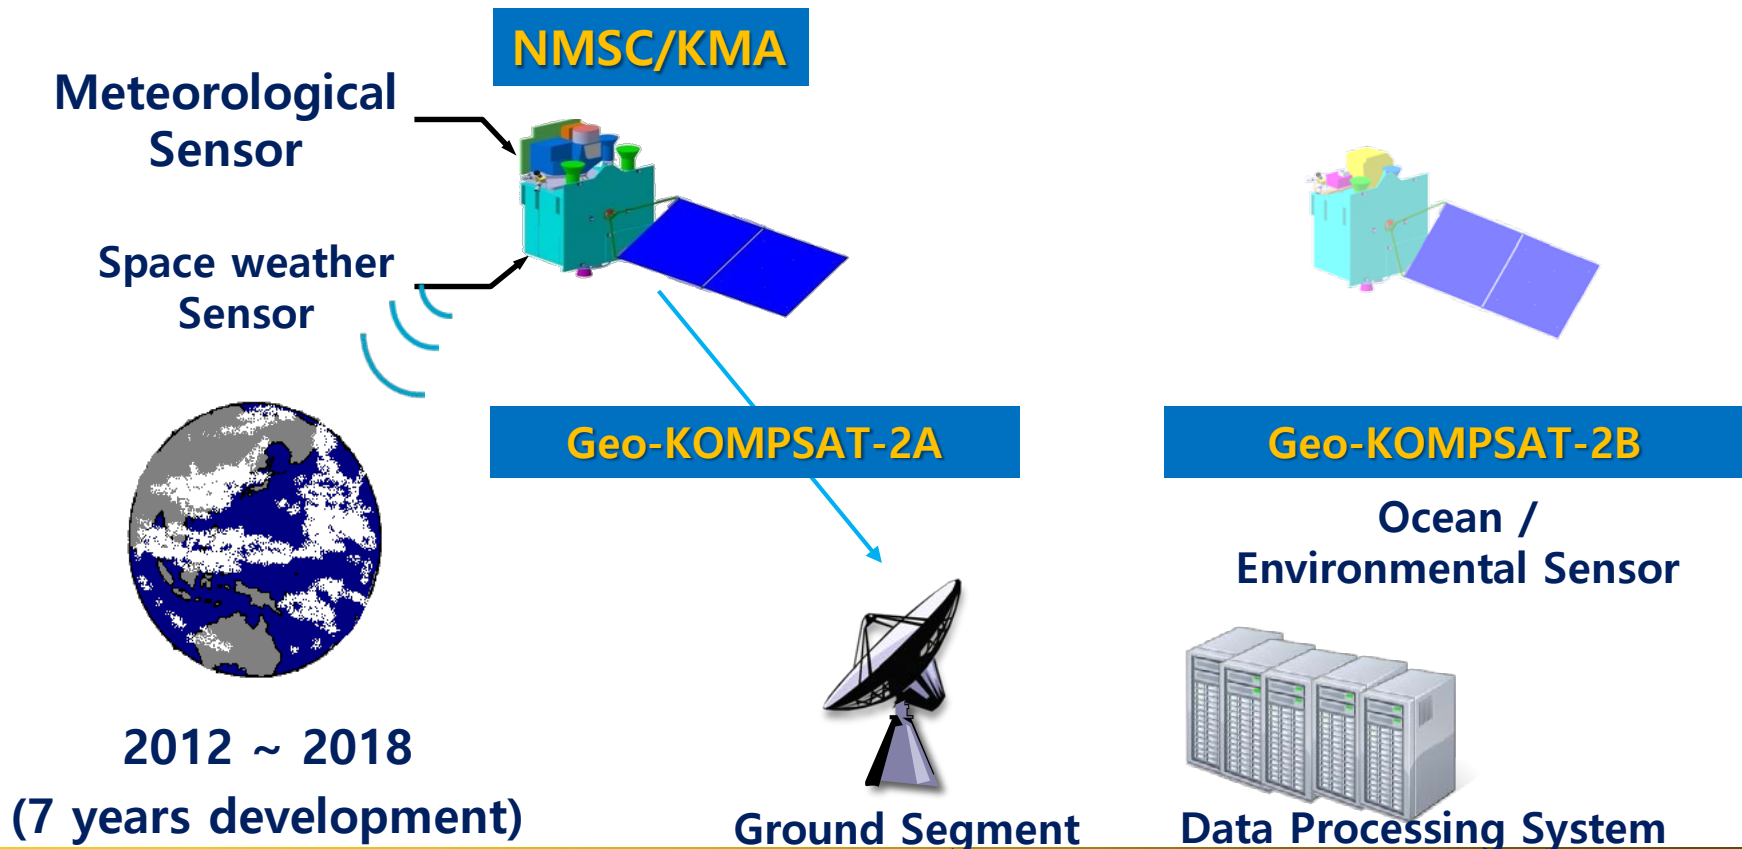 NMSC/KMA
Meteorological
Sensor
Space weather
Sensor
Geo-KOMPSAT-2A
Geo-KOMPSAT-2B
Ocean /
Environmental Sensor
2012 ~ 2018
(7 years development)
Ground Segment
Data Processing System